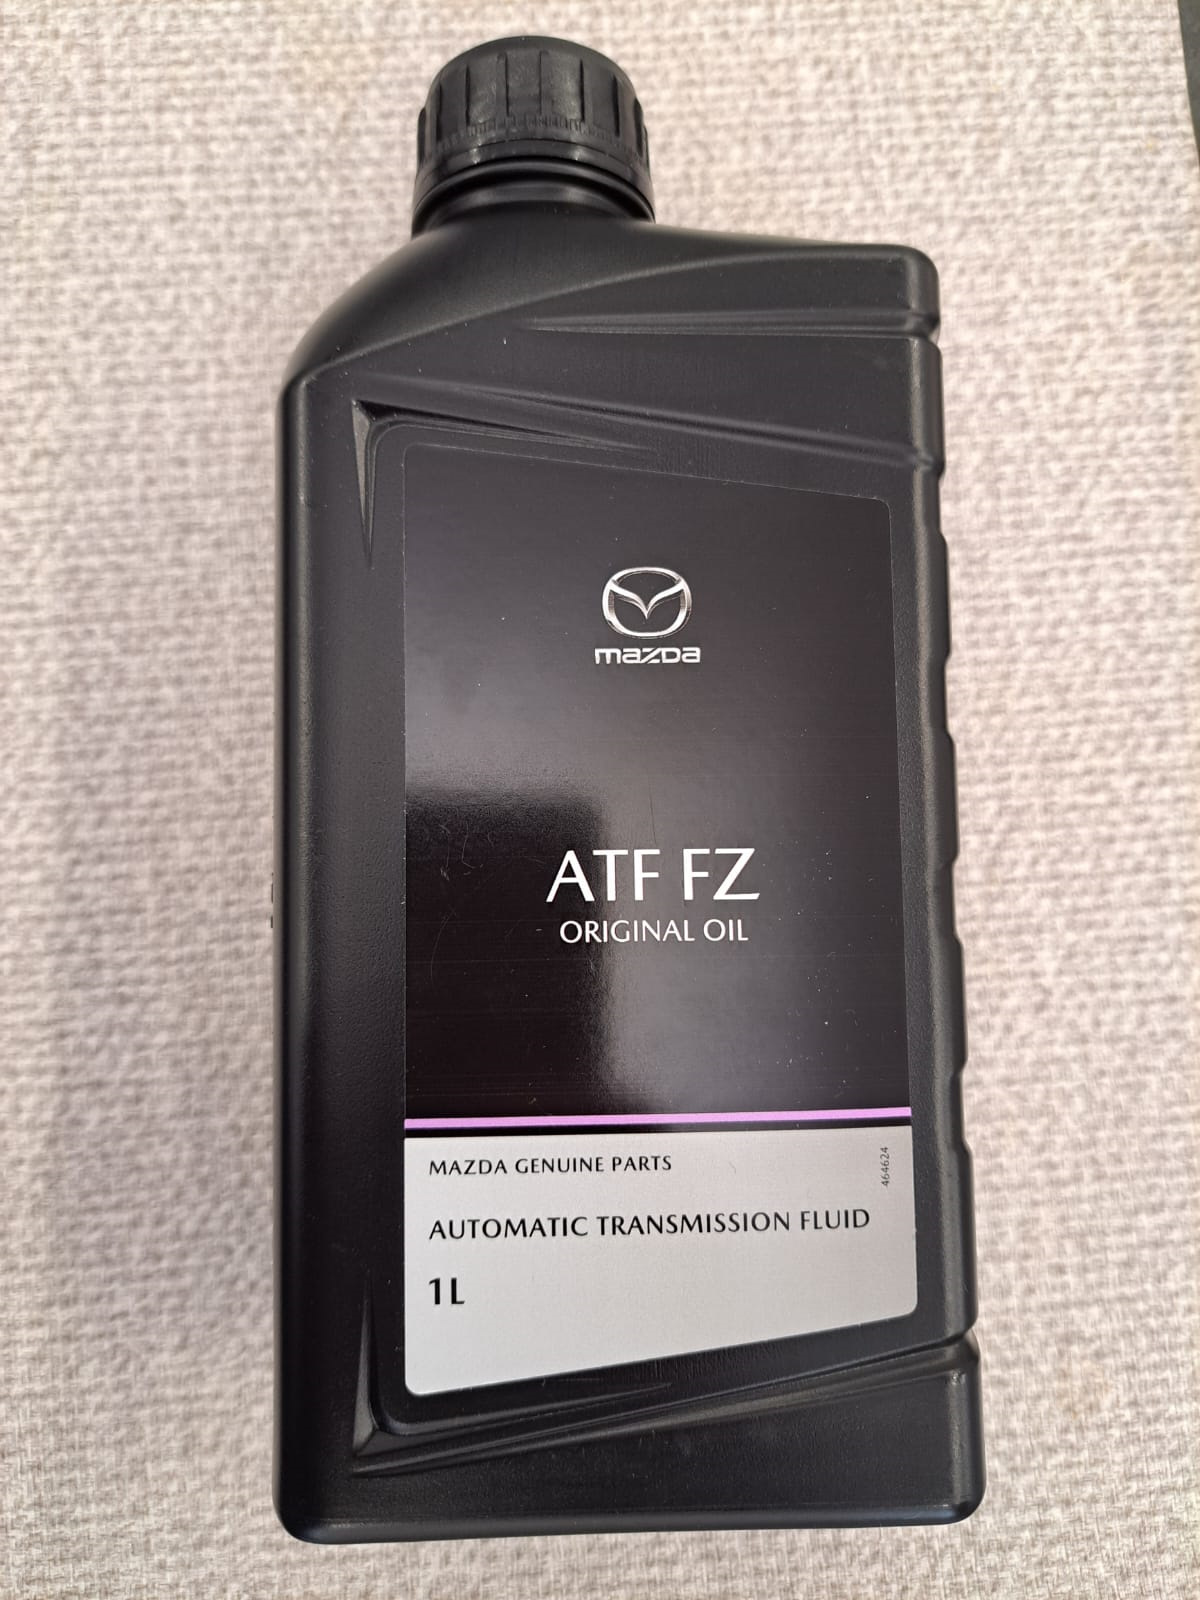 mazda
ATF FZ
ORIGINAL OIL
MAZDA GENUINE PARTS
464624
AUTOMATIC TRANSMISSION FLUID
1L